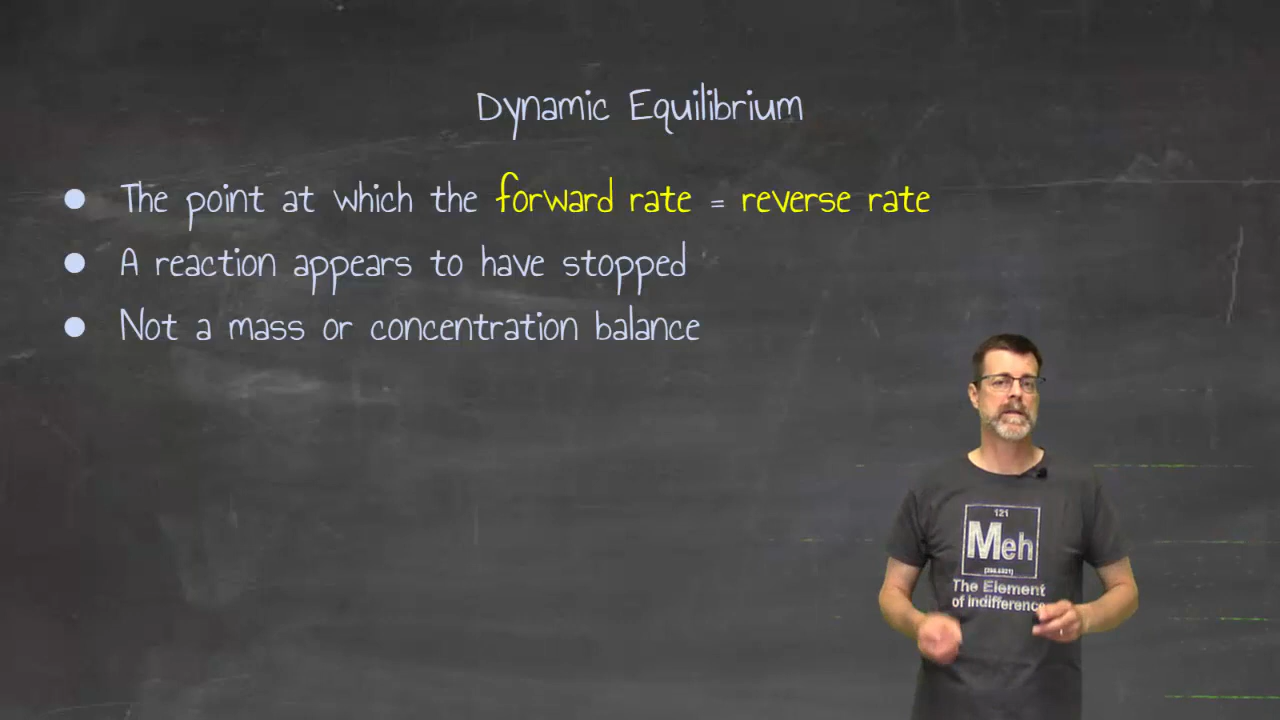 Dynamic Equilibrium
● The point at which the forward rate = reverse rate
● A reaction appears to have stopped
● Not a mass or concentration balance
121
Meh
The Element
of Indifference